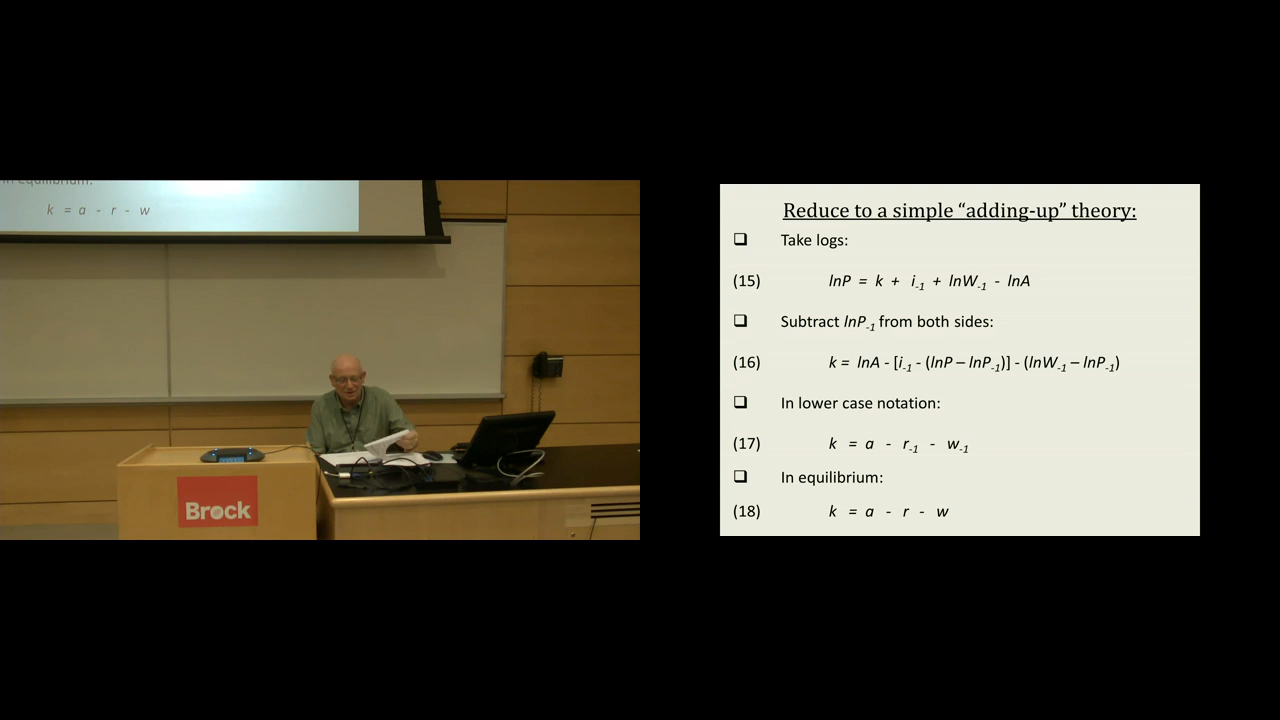 in equilibrium:
k = a - r - w
Brock
Reduce to a simple “adding-up” theory:
❑ Take logs:
(15) lnP = k + i-1 + lnW-1 - lnA
❑ Subtract lnP-1 from both sides:
(16) k = lnA - [i-1 - (lnP – lnP-1)] - (lnW-1 – lnP-1)
❑ In lower case notation:
(17) k = a - r-1 - w-1
❑ In equilibrium:
(18) k = a - r - w